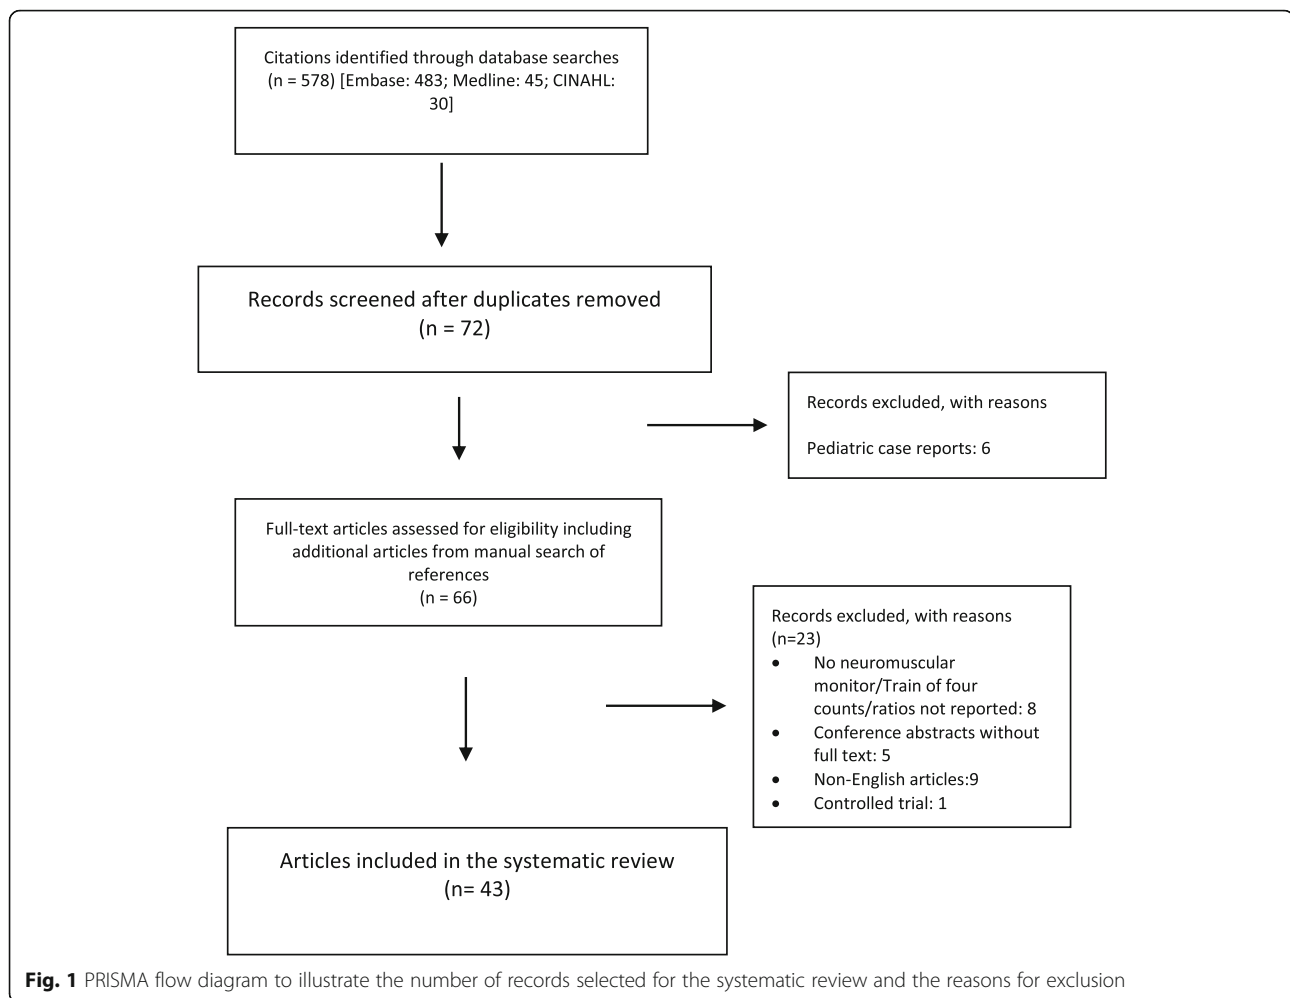 Citations identified through database searches
(n = 578) [Embase: 483; Medline: 45; CINAHL:
30]
Records screened after duplicates removed
(n = 72)
Records excluded, with reasons
Pediatric case reports: 6
Full-text articles assessed for eligibility including
additional articles from manual search of
references
(n = 66)
Records excluded, with reasons
(n=23)
• No neuromuscular
monitor/Train of four
counts/ratios not reported: 8
• Conference abstracts without
full text: 5
• Non-English articles:9
• Controlled trial: 1
Articles included in the systematic review
(n= 43)
Fig. 1 PRISMA flow diagram to illustrate the number of records selected for the systematic review and the reasons for exclusion